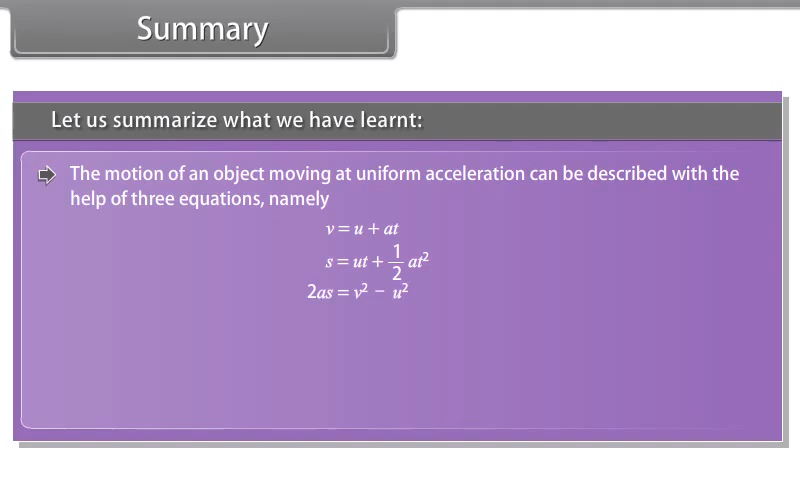 Summary
Let us summarize what we have learnt:
The motion of an object moving at uniform acceleration can be described with the
help of three equations, namely
v = u + at
s = ut + 1/2 at²
2as = v² − u²